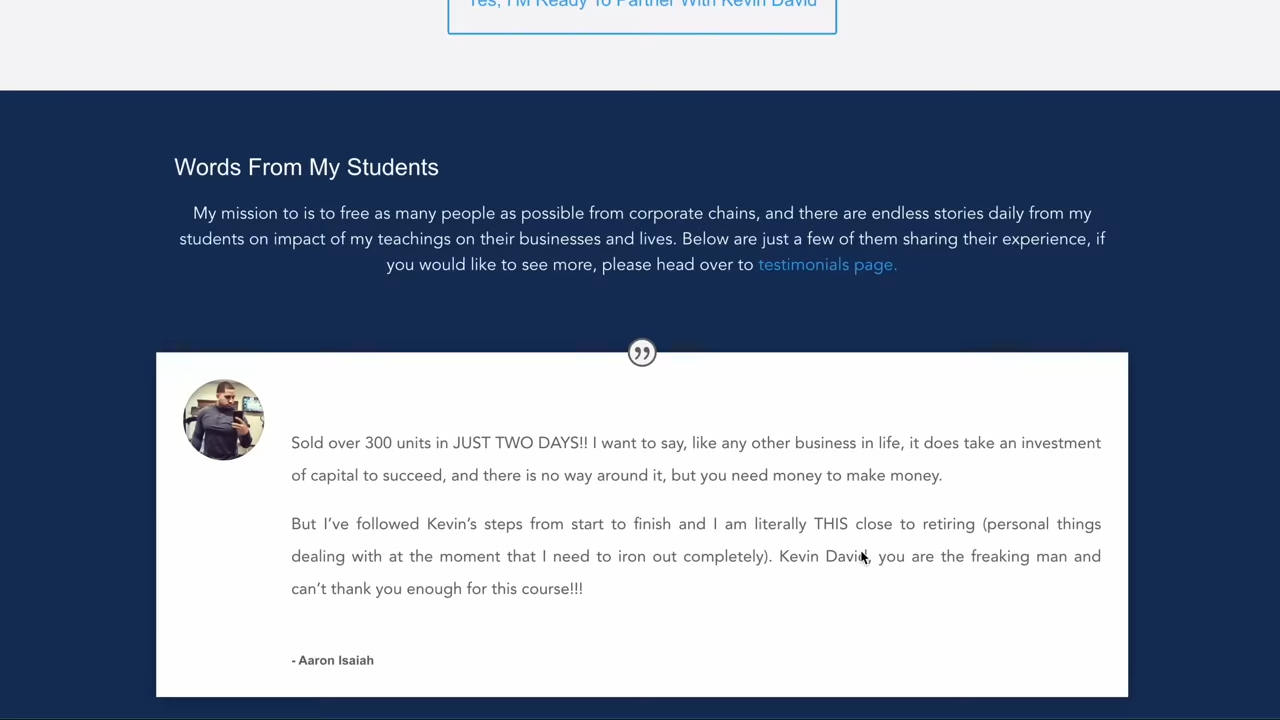 Yes, I'M Ready To Partner With Kevin David
Words From My Students
My mission to is to free as many people as possible from corporate chains, and there are endless stories daily from my
students on impact of my teachings on their businesses and lives. Below are just a few of them sharing their experience, if
you would like to see more, please head over to testimonials page.
Sold over 300 units in JUST TWO DAYS!! I want to say, like any other business in life, it does take an investment
of capital to succeed, and there is no way around it, but you need money to make money.
But I’ve followed Kevin’s steps from start to finish and I am literally THIS close to retiring (personal things
dealing with at the moment that I need to iron out completely). Kevin David, you are the freaking man and
can’t thank you enough for this course!!!
- Aaron Isaiah